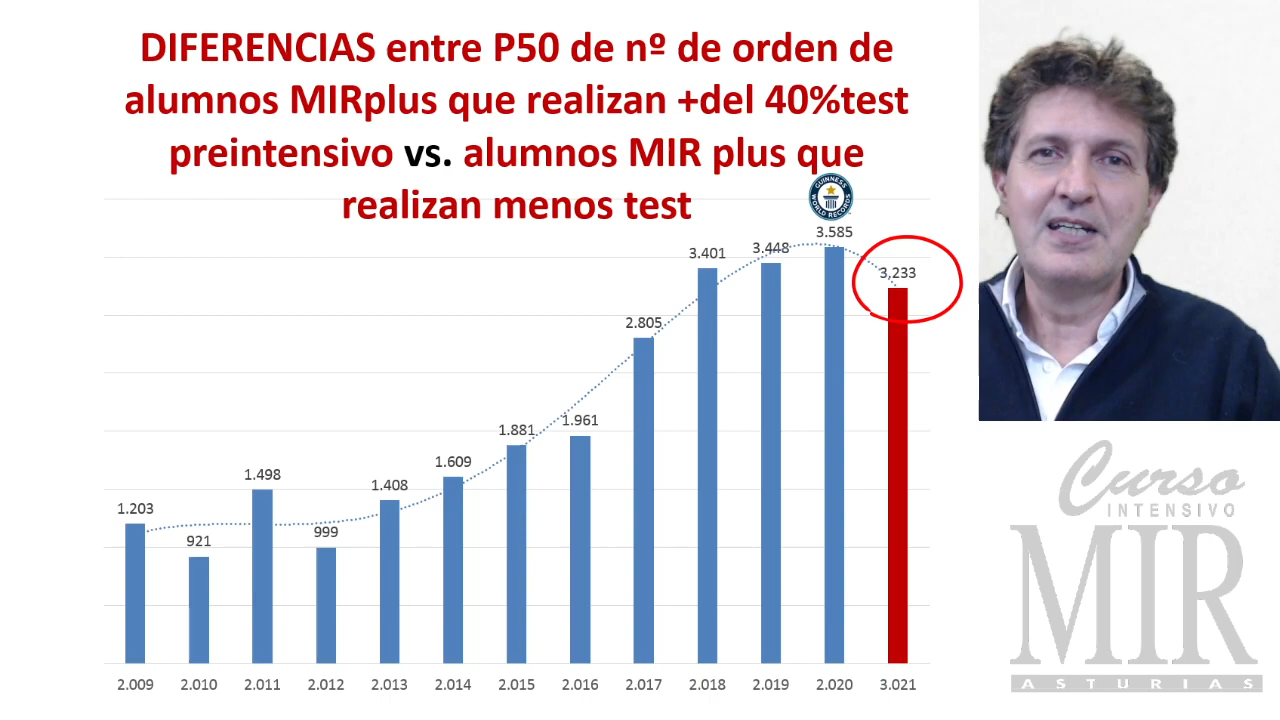 DIFERENCIAS entre P50 de nº de orden de
alumnos MIRplus que realizan +del 40%test
preintensivo vs. alumnos MIR plus que
realizan menos test
GUINNESS
WORLD RECORDS
1.203
921
1.498
999
1.408
1.609
1.881
1.961
2.805
3.401
3.448
3.585
3,233
2.009
2.010
2.011
2.012
2.013
2.014
2.015
2.016
2.017
2.018
2.019
2.020
3.021
Curso
INTENSIVO
MIR
ASTURIAS